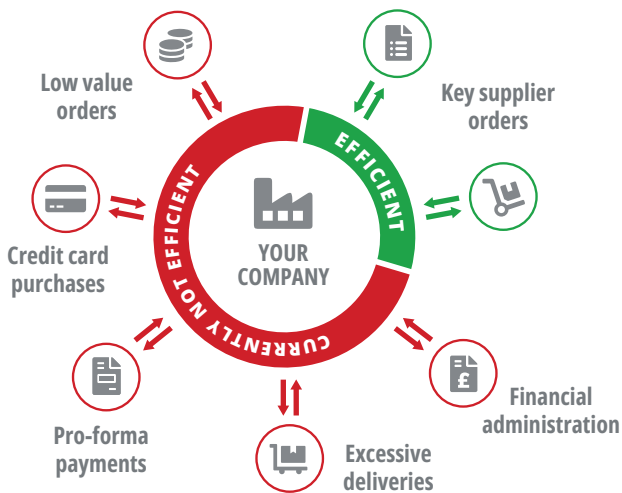 Low value
orders
Key supplier
orders
EFFICIENT
CURRENTLY NOT EFFICIENT
YOUR
COMPANY
Credit card
purchases
£
Financial
administration
Pro-forma
payments
Excessive
deliveries